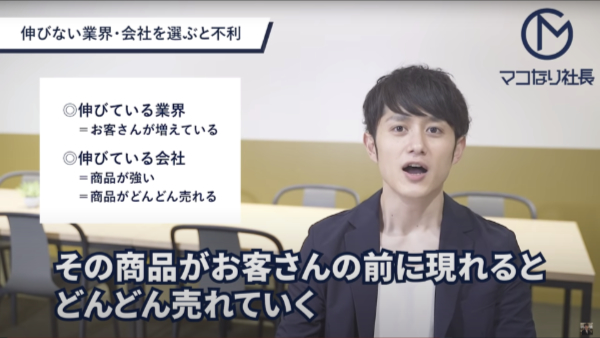 伸びない業界・会社を選ぶと不利
マコなり社長
◎伸びている業界
＝お客さんが増えている
◎伸びている会社
＝商品が強い
＝商品がどんどん売れる
その商品がお客さんの前に現れると
どんどん売れていく